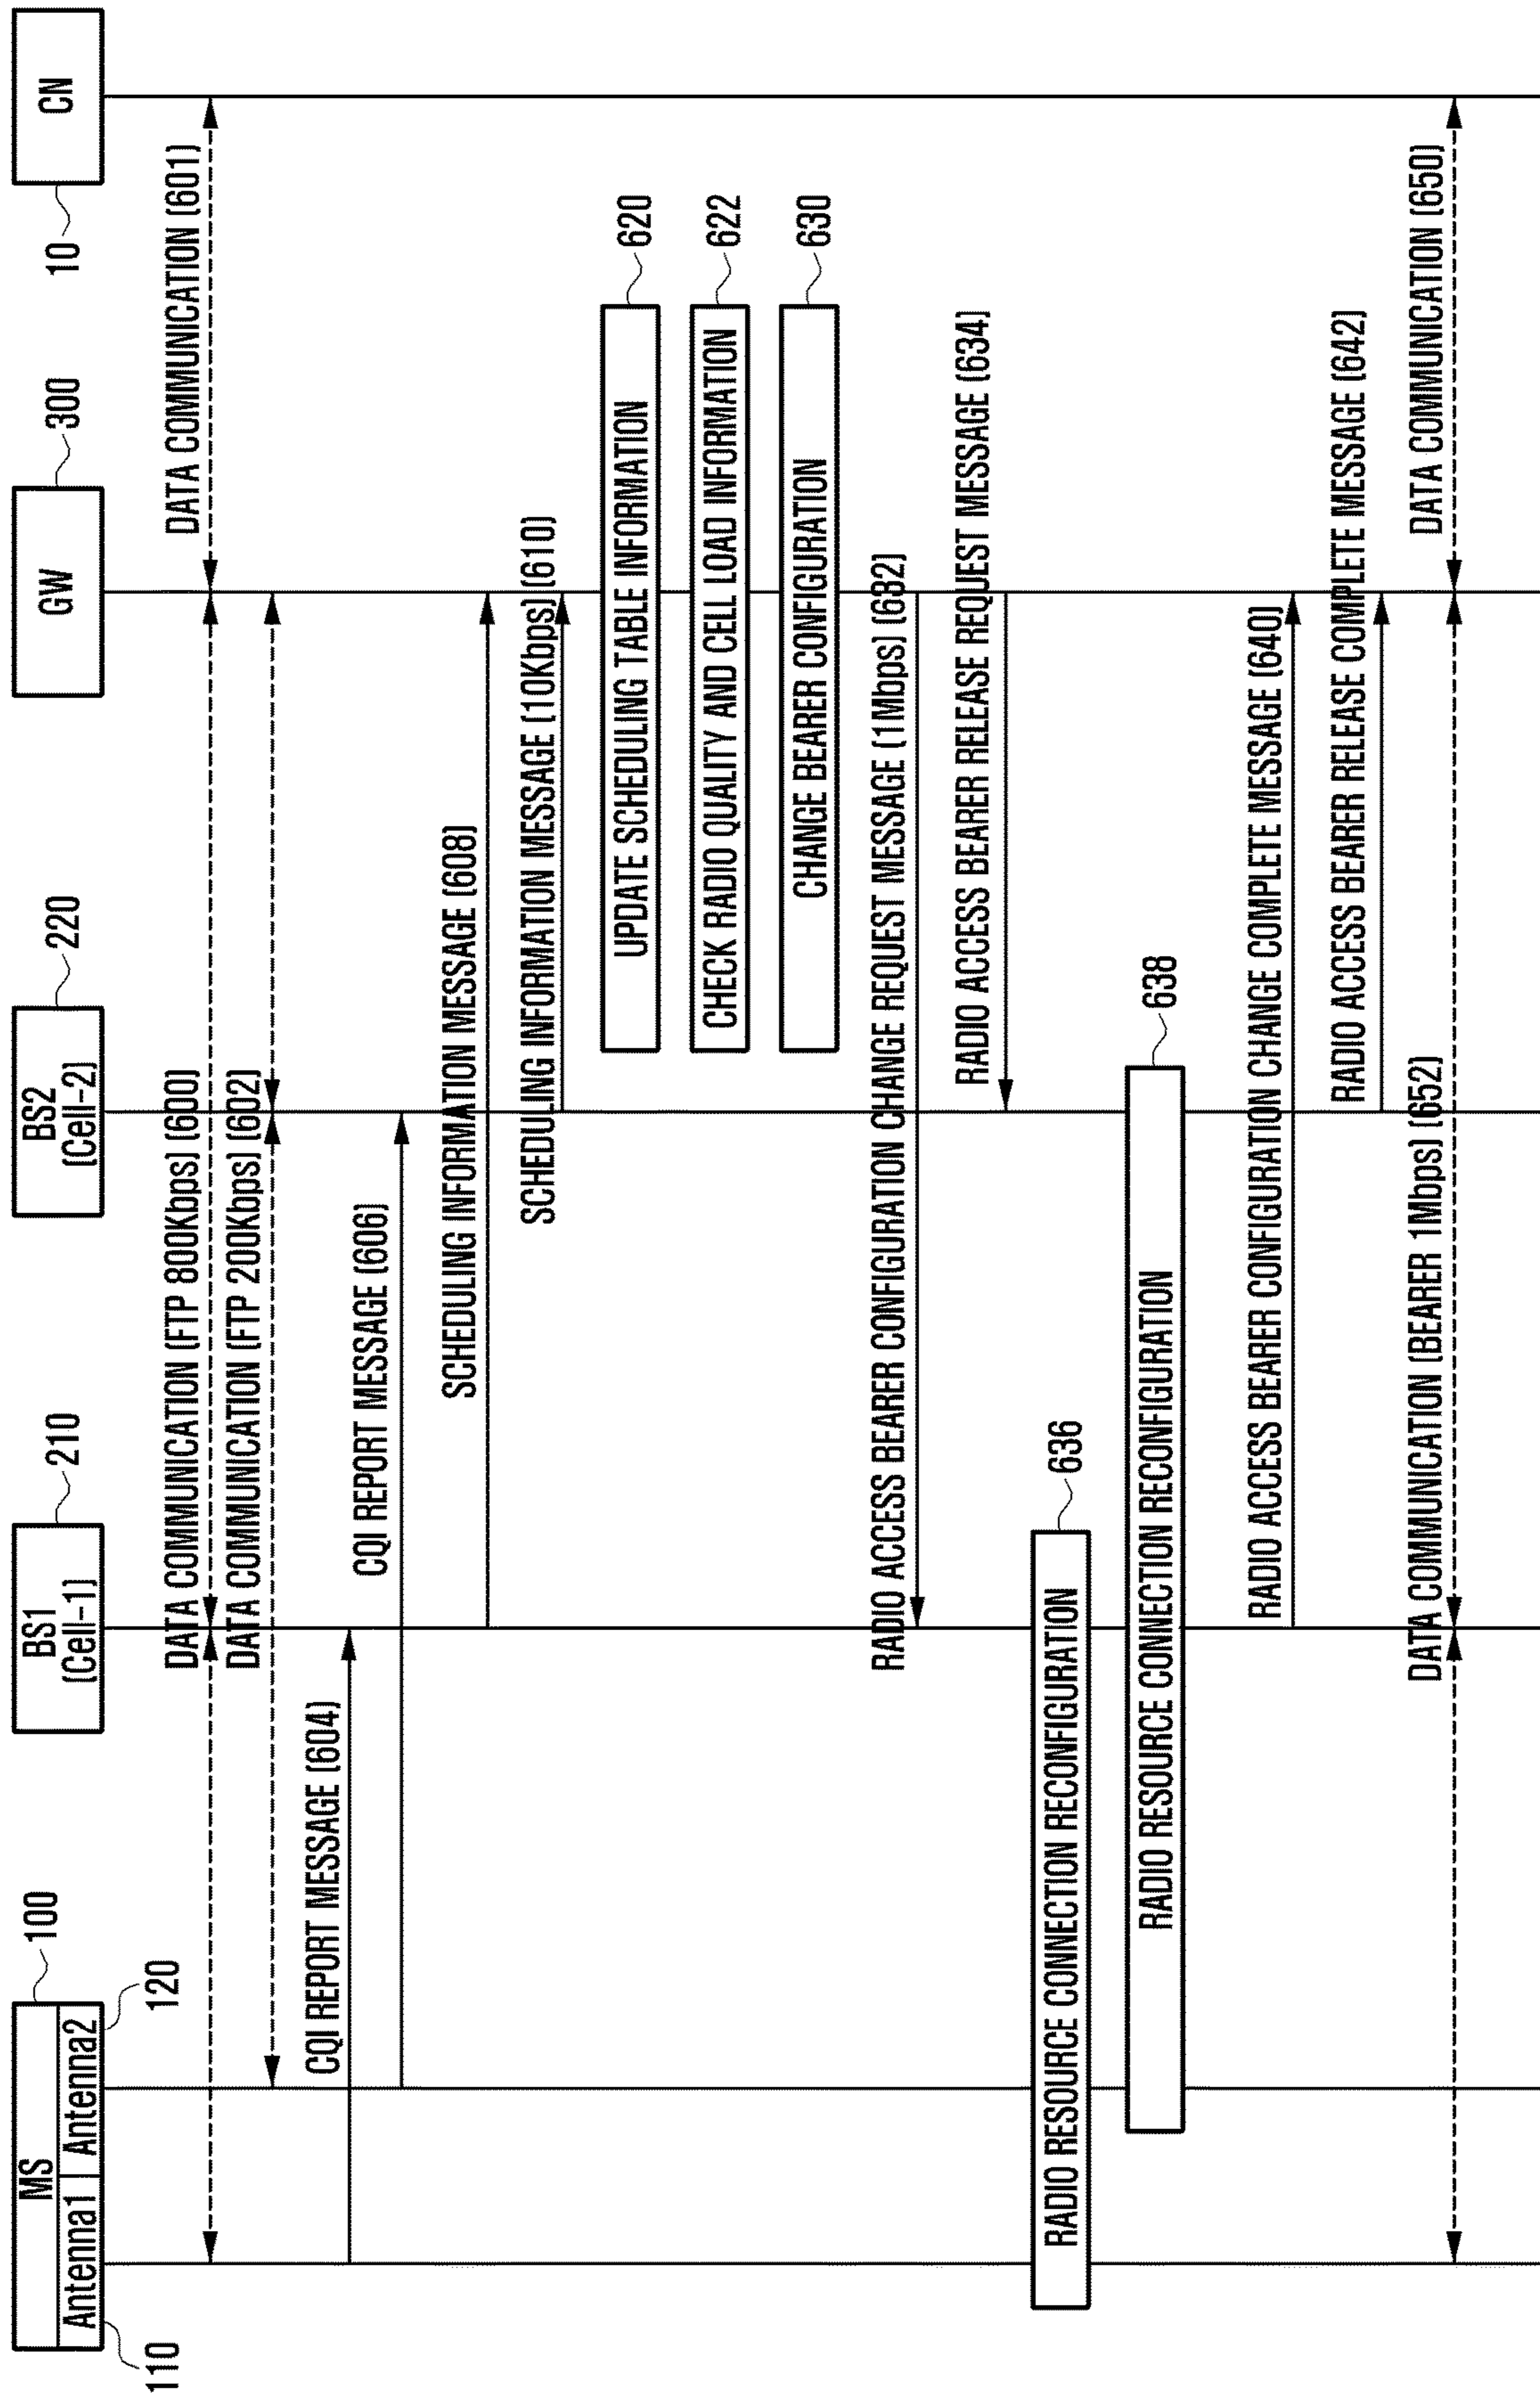 MS
100
Antenna1
Antenna2
110
120
BS1
(Cell-1)
210
BS2
(Cell-2)
220
GW
300
CN
10
DATA COMMUNICATION (FTP 800Kbps) (600)
DATA COMMUNICATION (601)
DATA COMMUNICATION (FTP 200Kbps) (602)
CQI REPORT MESSAGE (604)
CQI REPORT MESSAGE (606)
SCHEDULING INFORMATION MESSAGE (608)
SCHEDULING INFORMATION MESSAGE (10Kbps) (610)
UPDATE SCHEDULING TABLE INFORMATION
620
CHECK RADIO QUALITY AND CELL LOAD INFORMATION
622
CHANGE BEARER CONFIGURATION
630
RADIO ACCESS BEARER CONFIGURATION CHANGE REQUEST MESSAGE (1Mbps) (632)
RADIO ACCESS BEARER RELEASE REQUEST MESSAGE (634)
RADIO RESOURCE CONNECTION RECONFIGURATION
636
RADIO RESOURCE CONNECTION RECONFIGURATION
638
RADIO ACCESS BEARER CONFIGURATION CHANGE COMPLETE MESSAGE (640)
RADIO ACCESS BEARER RELEASE COMPLETE MESSAGE (642)
DATA COMMUNICATION (BEARER 1Mbps) (652)
DATA COMMUNICATION (650)